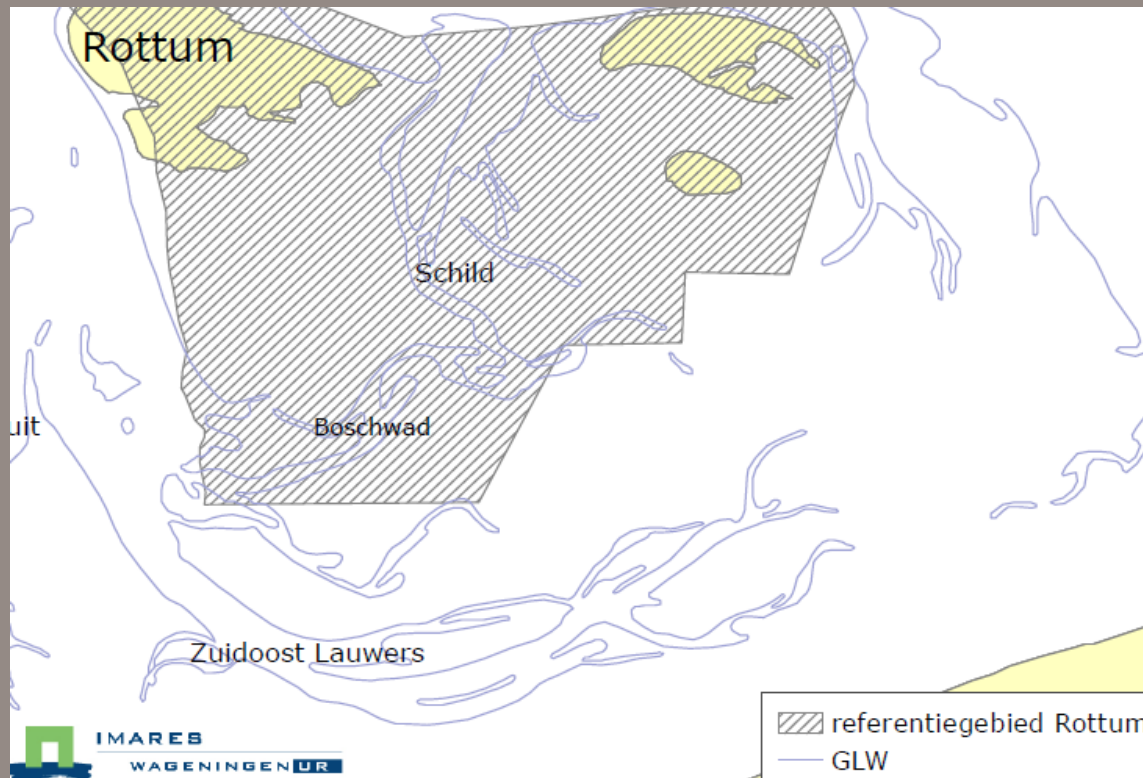 Rottum
Schild
uit
Boschwad
Zuidoost Lauwers
IMARES
WAGENINGEN UR
referentiegebied Rottum
GLW